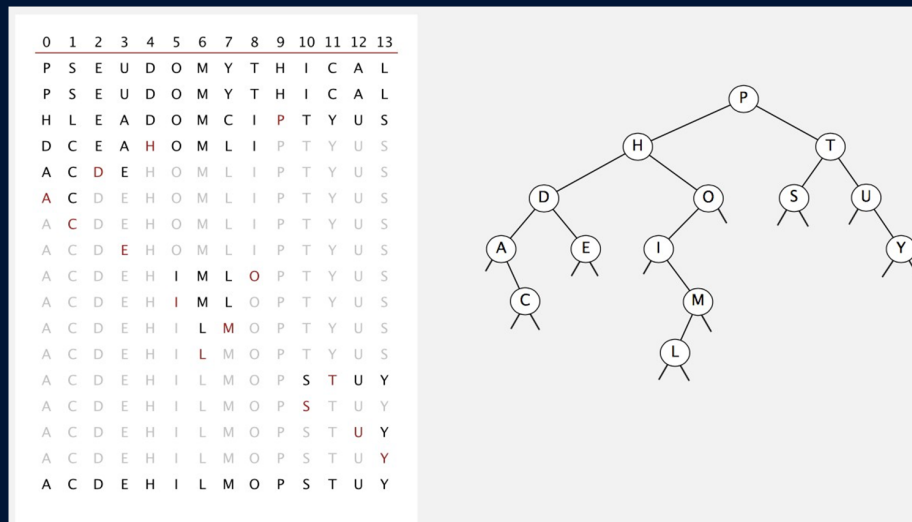 0 1 2 3 4 5 6 7 8 9 10 11 12 13
P S E U D O M Y T H I C A L
P S E U D O M Y T H I C A L
H L E A D O M C I P T Y U S
D C E A H O M L I P T Y U S
A C D E H O M L I P T Y U S
A C D E H O M L I P T Y U S
A C D E H O M L I P T Y U S
A C D E H O M L I P T Y U S
A C D E H I M L O P T Y U S
A C D E H I M L O P T Y U S
A C D E H I L M O P T Y U S
A C D E H I L M O P T Y U S
A C D E H I L M O P S T U Y
A C D E H I L M O P S T U Y
A C D E H I L M O P S T U Y
A C D E H I L M O P S T U Y
A C D E H I L M O P S T U Y
P
H T
D O S U
A E I Y
C M
L